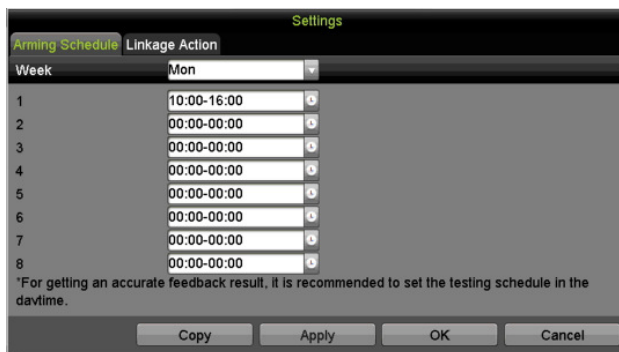 Settings
Arming Schedule Linkage Action
Week Mon
1 10:00-16:00
2 00:00-00:00
3 00:00-00:00
4 00:00-00:00
5 00:00-00:00
6 00:00-00:00
7 00:00-00:00
8 00:00-00:00
*For getting an accurate feedback result, it is recommended to set the testing schedule in the
daytime.
Copy Apply OK Cancel